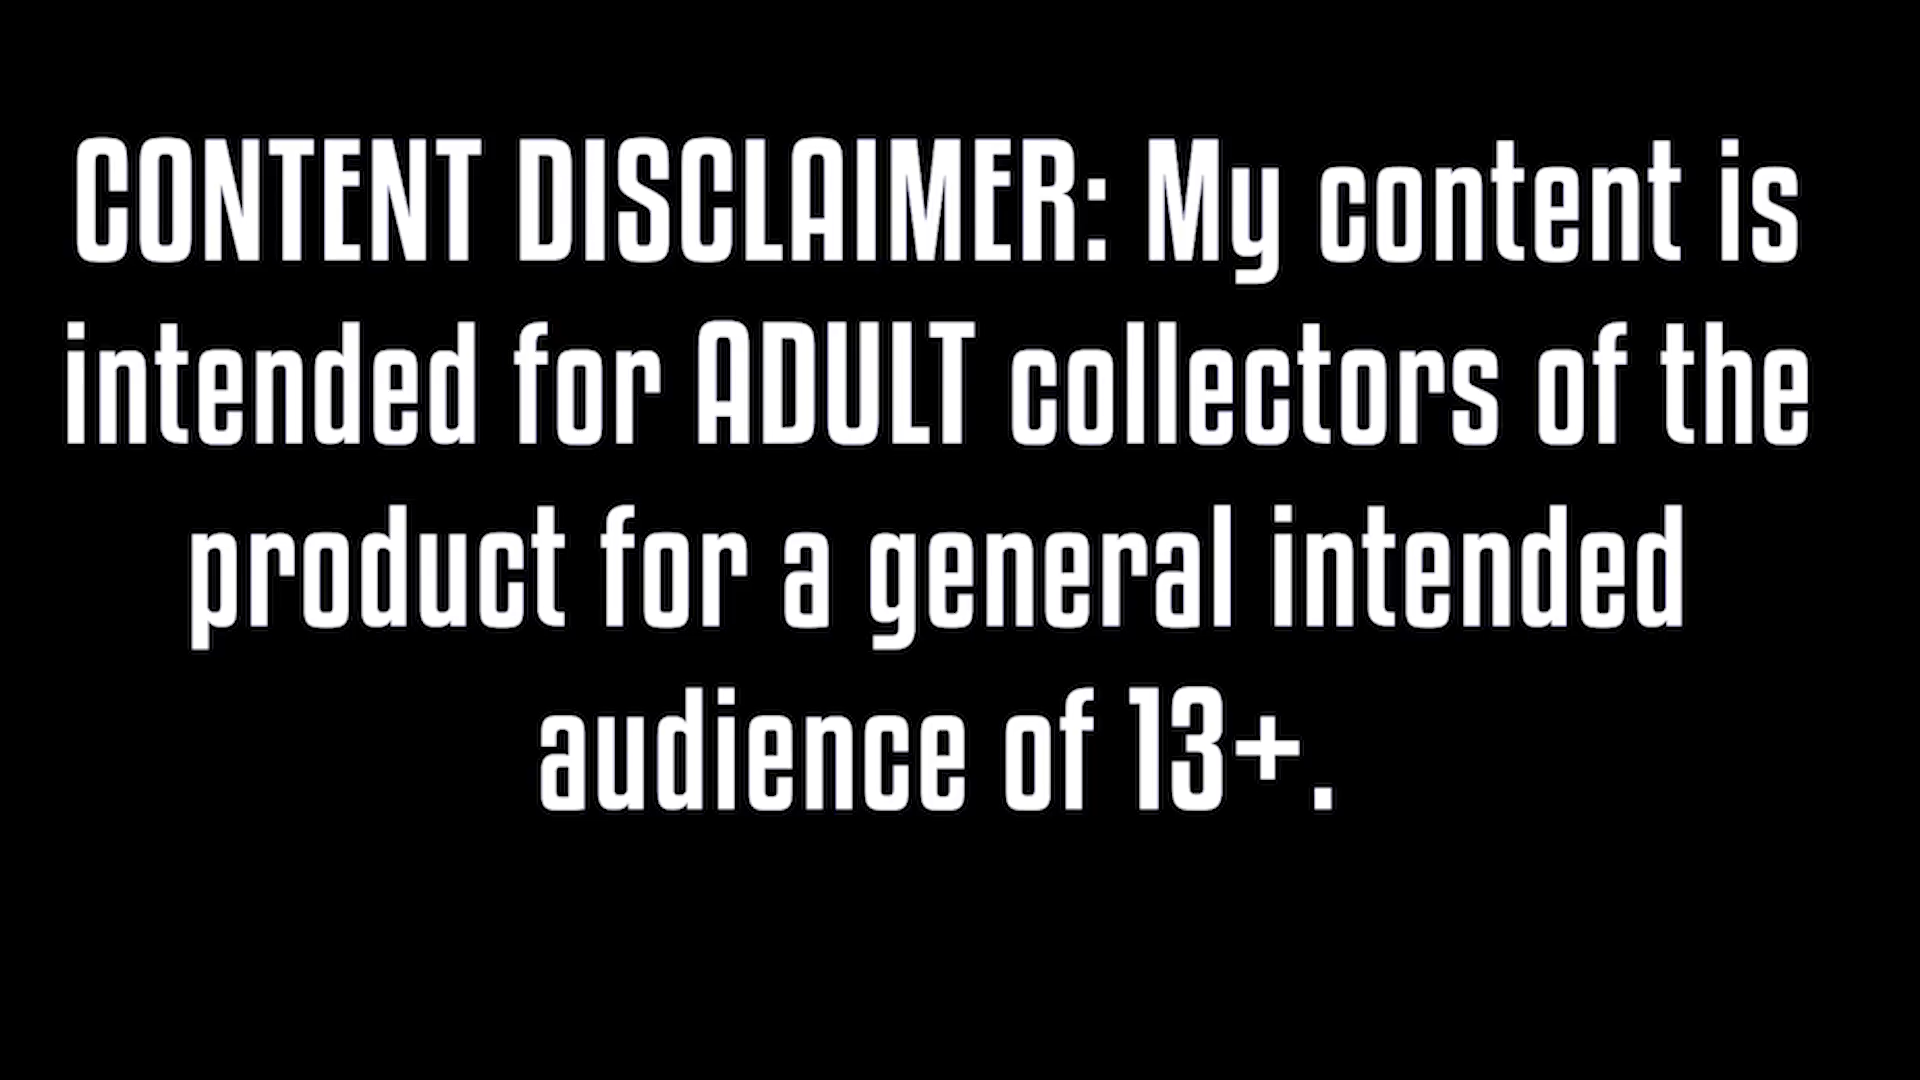 CONTENT DISCLAIMER: My content is
intended for ADULT collectors of the
product for a general intended
audience of 13+.